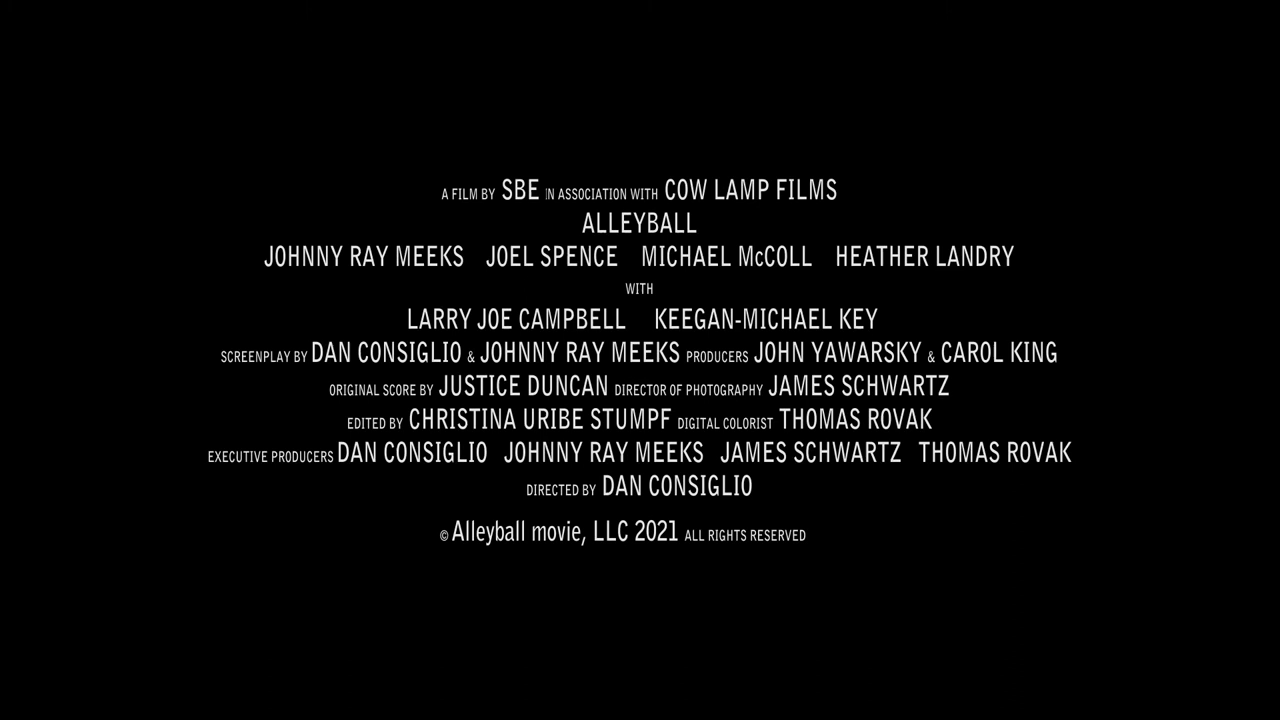 A FILM BY SBE IN ASSOCIATION WITH COW LAMP FILMS
ALLEYBALL
JOHNNY RAY MEEKS JOEL SPENCE MICHAEL McCOLL HEATHER LANDRY
WITH
LARRY JOE CAMPBELL KEEGAN-MICHAEL KEY
SCREENPLAY BY DAN CONSIGLIO & JOHNNY RAY MEEKS PRODUCERS JOHN YAWARSKY & CAROL KING
ORIGINAL SCORE BY JUSTICE DUNCAN DIRECTOR OF PHOTOGRAPHY JAMES SCHWARTZ
EDITED BY CHRISTINA URIBE STUMPF DIGITAL COLORIST THOMAS ROVAK
EXECUTIVE PRODUCERS DAN CONSIGLIO JOHNNY RAY MEEKS JAMES SCHWARTZ THOMAS ROVAK
DIRECTED BY DAN CONSIGLIO
© Alleyball movie, LLC 2021 ALL RIGHTS RESERVED